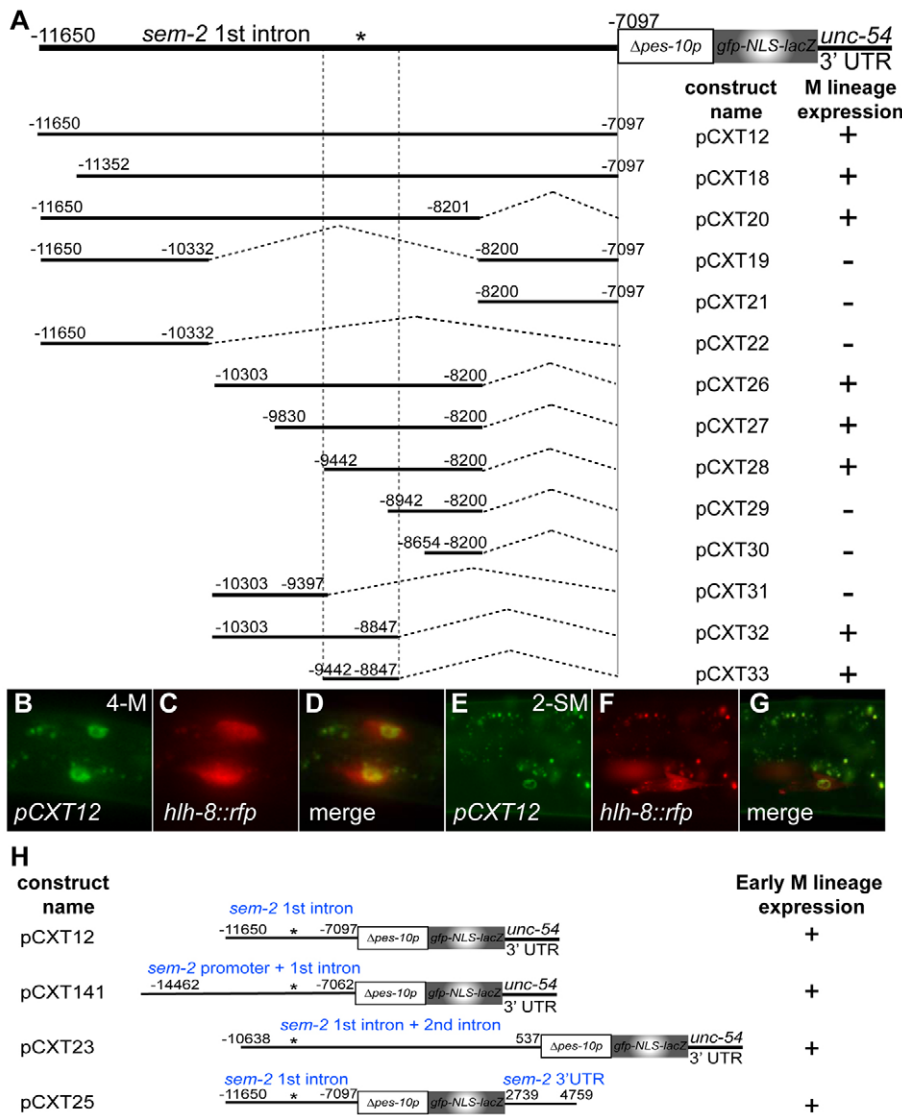 A
-11650 sem-2 1st intron * -7097
Δpes-10p gfp-NLS-lacZ unc-54
3' UTR
construct name M lineage expression
-11650 -7097 pCXT12 +
-11352 -7097 pCXT18 +
-11650 -8201 pCXT20 +
-11650 -10332 -8200 -7097 pCXT19 -
-8200 -7097 pCXT21 -
-11650 -10332 pCXT22 -
-10303 -8200 pCXT26 +
-9830 -8200 pCXT27 +
-9442 -8200 pCXT28 +
-8942 -8200 pCXT29 -
-8654 -8200 pCXT30 -
-10303 -9397 pCXT31 -
-10303 -8847 pCXT32 +
-9442 -8847 pCXT33 +
B 4-M C D E 2-SM F G
pCXT12 hlh-8::rfp merge pCXT12 hlh-8::rfp merge
H
construct name Early M lineage expression
sem-2 1st intron
pCXT12 -11650 * -7097 Δpes-10p gfp-NLS-lacZ unc-54 +
3' UTR
sem-2 promoter + 1st intron
pCXT141 -14462 * -7062 Δpes-10p gfp-NLS-lacZ unc-54 +
3' UTR
sem-2 1st intron + 2nd intron
pCXT23 -10638 * 537 Δpes-10p gfp-NLS-lacZ unc-54 +
3' UTR
sem-2 1st intron sem-2 3'UTR
pCXT25 -11650 * -7097 Δpes-10p gfp-NLS-lacZ 2739 4759 +